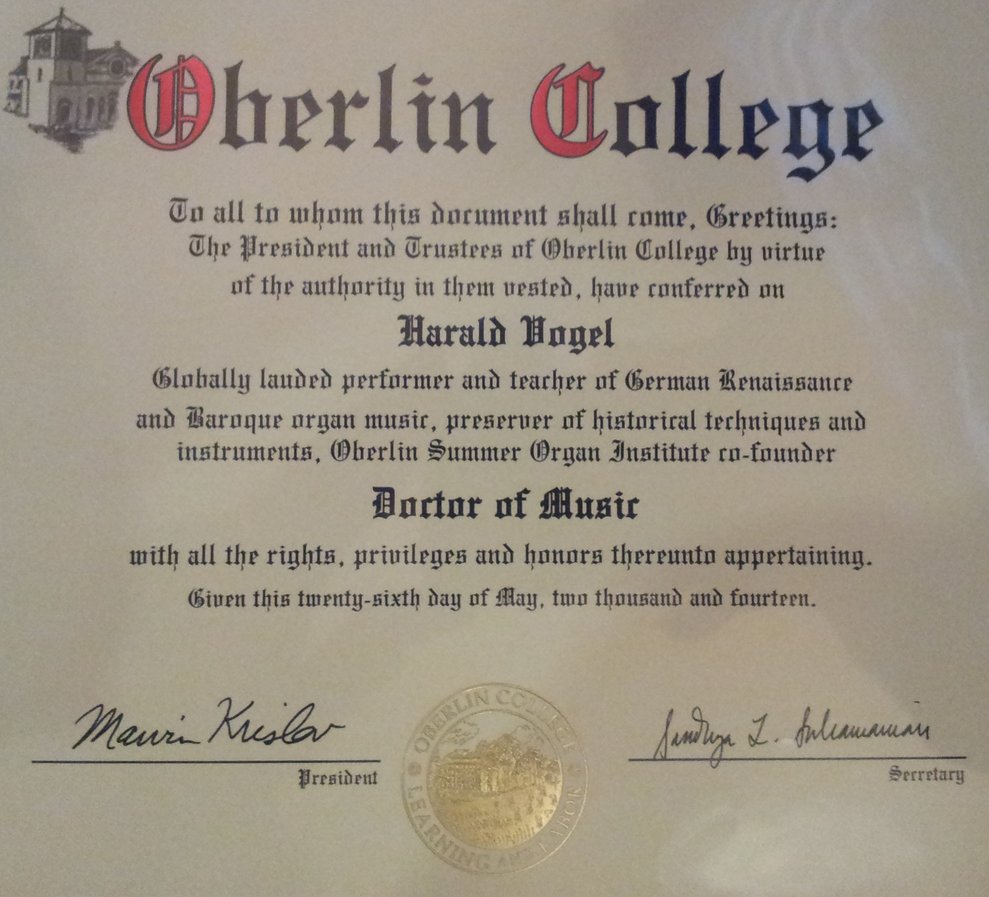 Oberlin College
To all to whom this document shall come, Greetings:
The President and Trustees of Oberlin College by virtue
of the authority in them vested, have conferred on
Harald Vogel
Globally lauded performer and teacher of German Renaissance
and Baroque organ music, preserver of historical techniques and
instruments, Oberlin Summer Organ Institute co-founder
Doctor of Music
with all the rights, privileges and honors thereunto appertaining.
Given this twenty-sixth day of May, two thousand and fourteen.
Marvin Krislov
President
OBERLIN COLLEGE
LEARNING AND LABOR
Sandhya L. Subramanian
Secretary